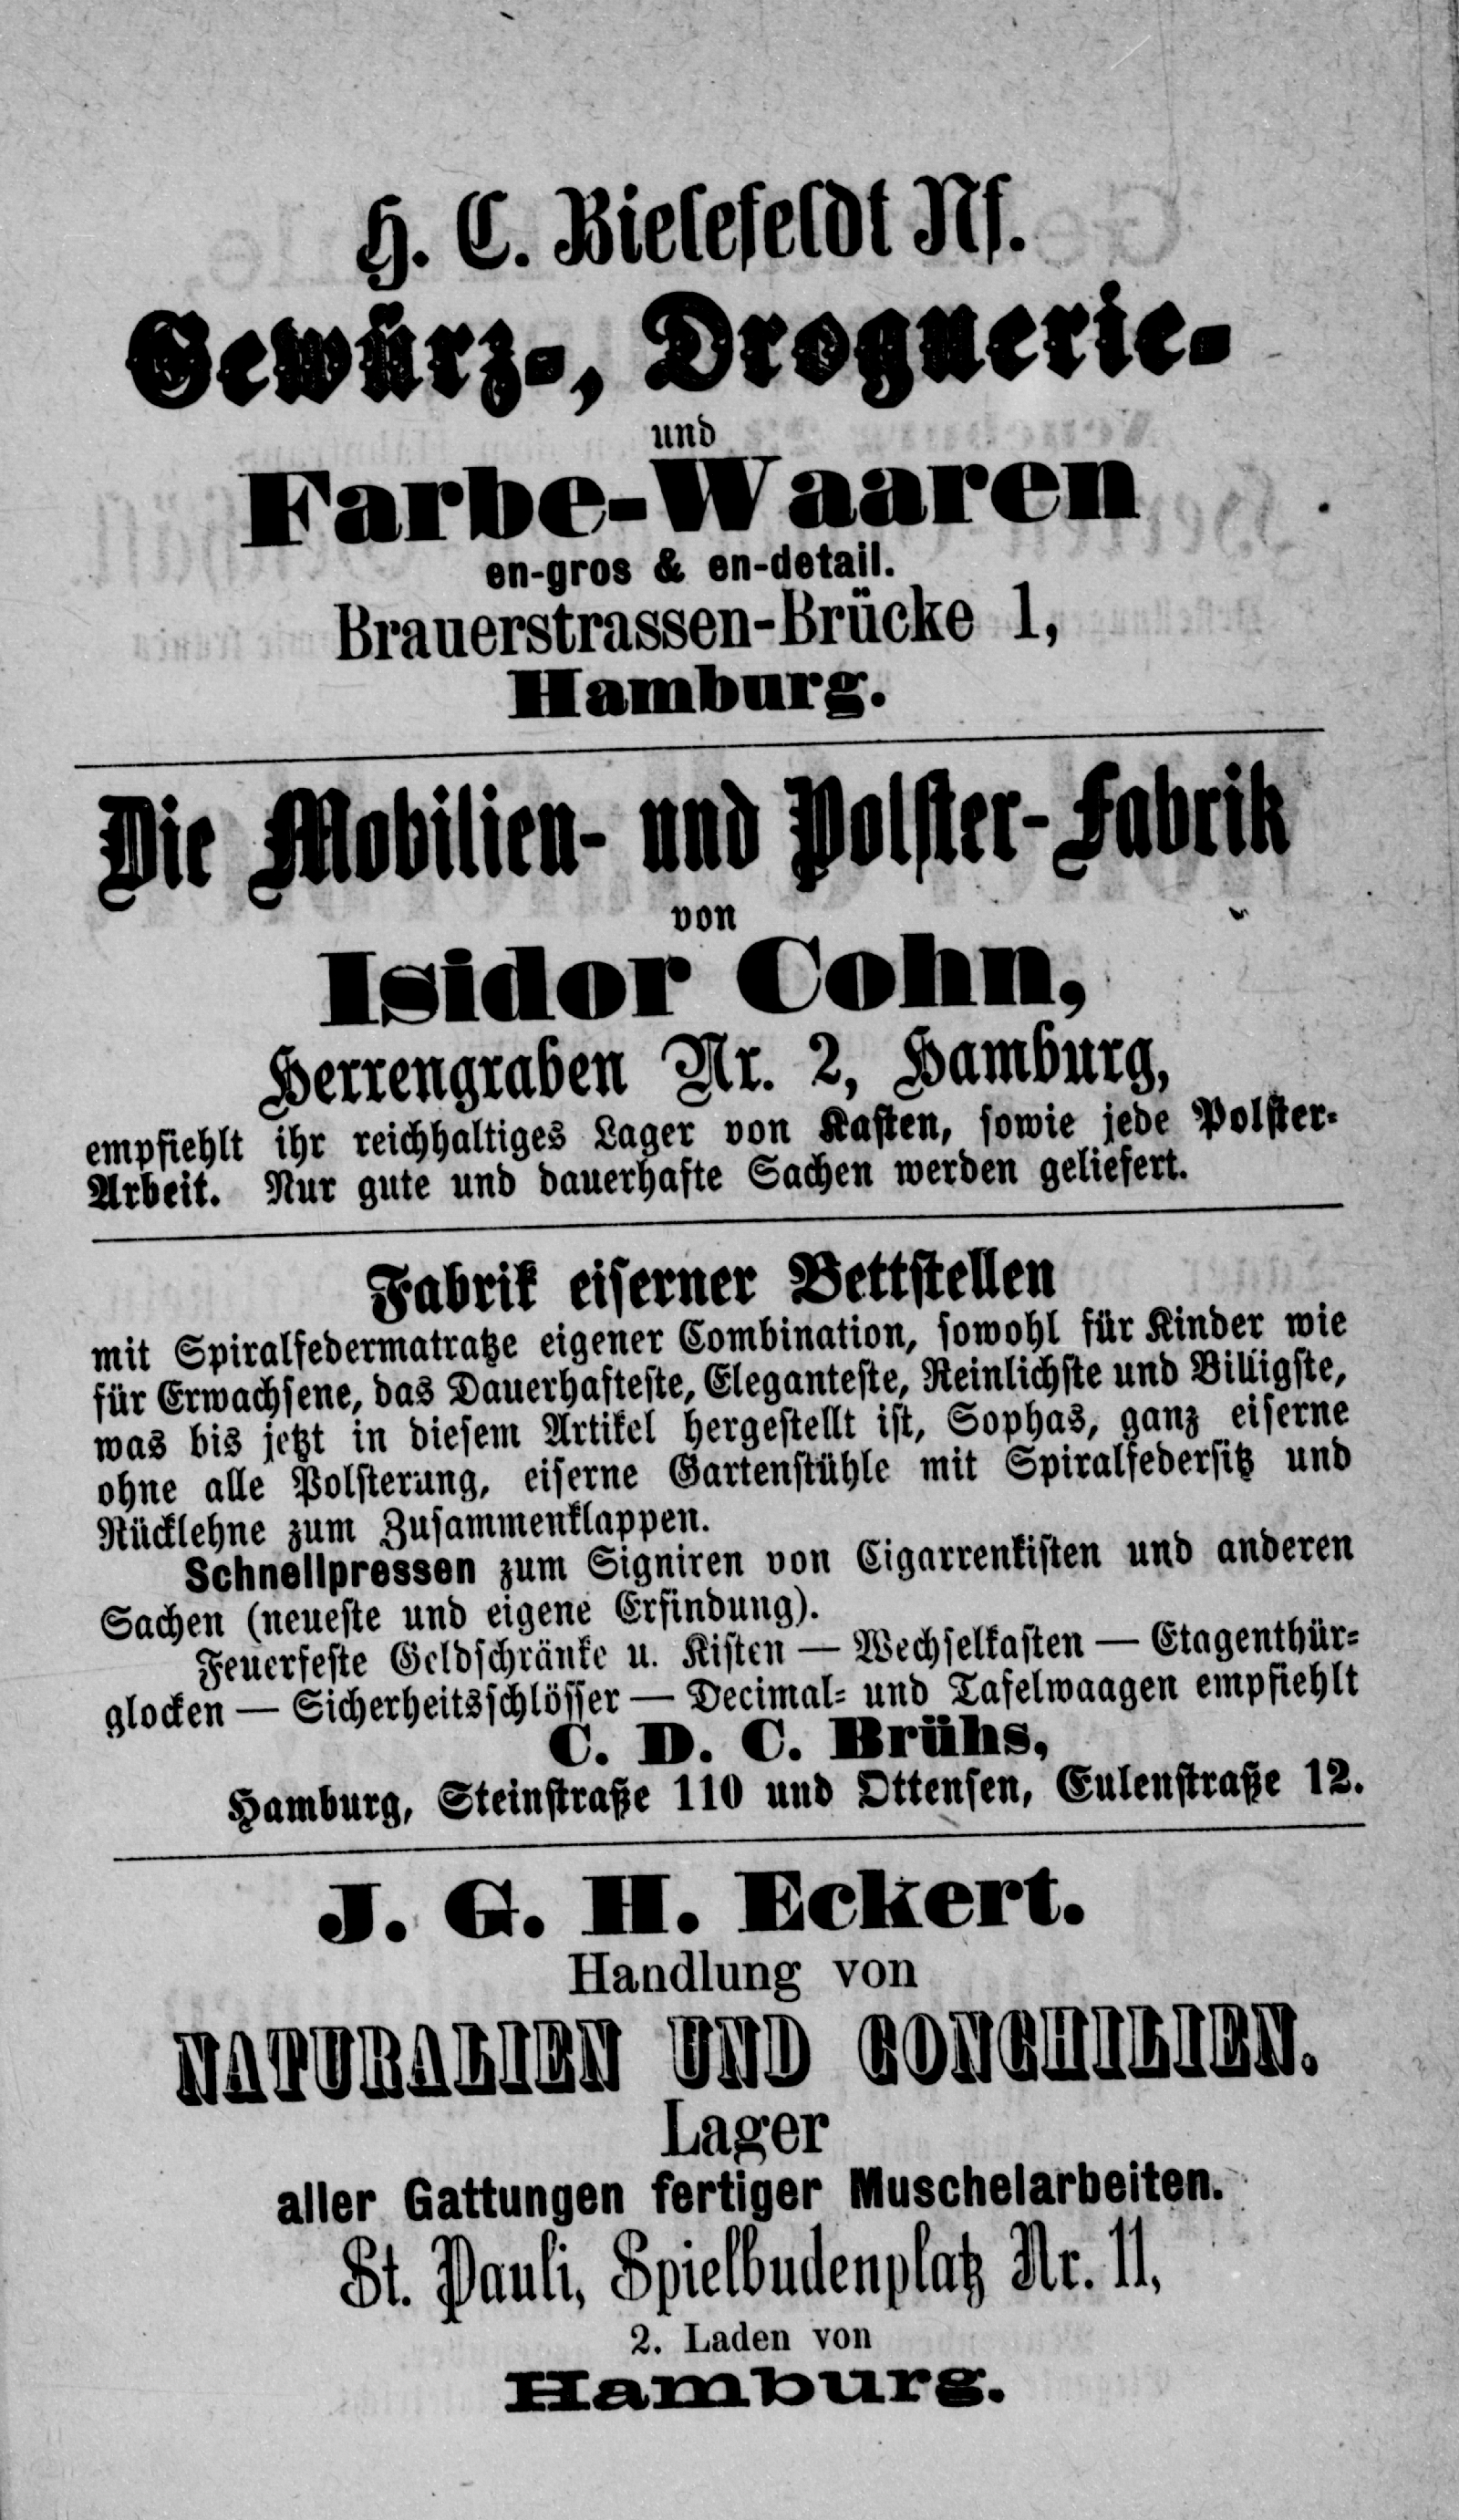 H. C. Bielefeldt Nf.
Gewürz-, Droguerie-
und
Farbe-Waaren
en-gros & en-detail.
Brauerstrassen-Brücke 1,
Hamburg.
Die Mobilien- und Polster-Fabrik
von
Isidor Cohn,
Herrengraben Nr. 2, Hamburg,
empfiehlt ihr reichhaltiges Lager von Kasten, sowie jede Polster-
Arbeit. Nur gute und dauerhafte Sachen werden geliefert.
Fabrik eiserner Bettstellen
mit Spiralfedermatratze eigener Combination, sowohl für Kinder wie
für Erwachsene, das Dauerhafteste, Eleganteste, Reinlichste und Billigste,
was bis jetzt in diesem Artikel hergestellt ist, Sophas, ganz eiserne
ohne alle Polsterung, eiserne Gartenstühle mit Spiralfedersitz und
Rücklehne zum Zusammenklappen.
Schnellpressen zum Signiren von Cigarrenkisten und anderen
Sachen (neueste und eigene Erfindung).
Feuerfeste Geldschränke u. Kisten — Wechselkasten — Etagenthür-
glocken — Sicherheitsschlösser — Decimal- und Tafelwaagen empfiehlt
C. D. C. Brühs,
Hamburg, Steinstraße 110 und Ottensen, Eulenstraße 12.
J. G. H. Eckert.
Handlung von
NATURALIEN UND CONCHILIEN.
Lager
aller Gattungen fertiger Muschelarbeiten.
St. Pauli, Spielbudenplatz Nr. 11,
2. Laden von
Hamburg.